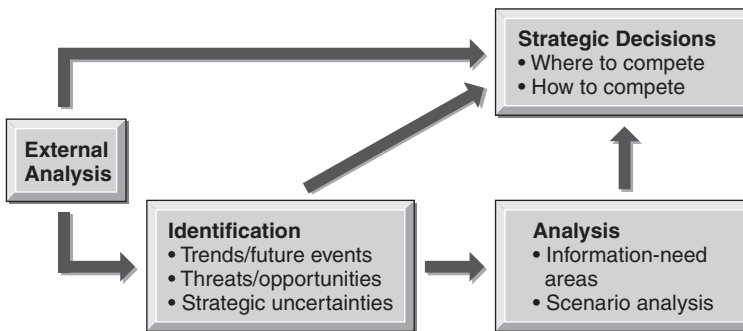 Strategic Decisions
• Where to compete
• How to compete
External
Analysis
Identification
• Trends/future events
• Threats/opportunities
• Strategic uncertainties
Analysis
• Information-need
areas
• Scenario analysis